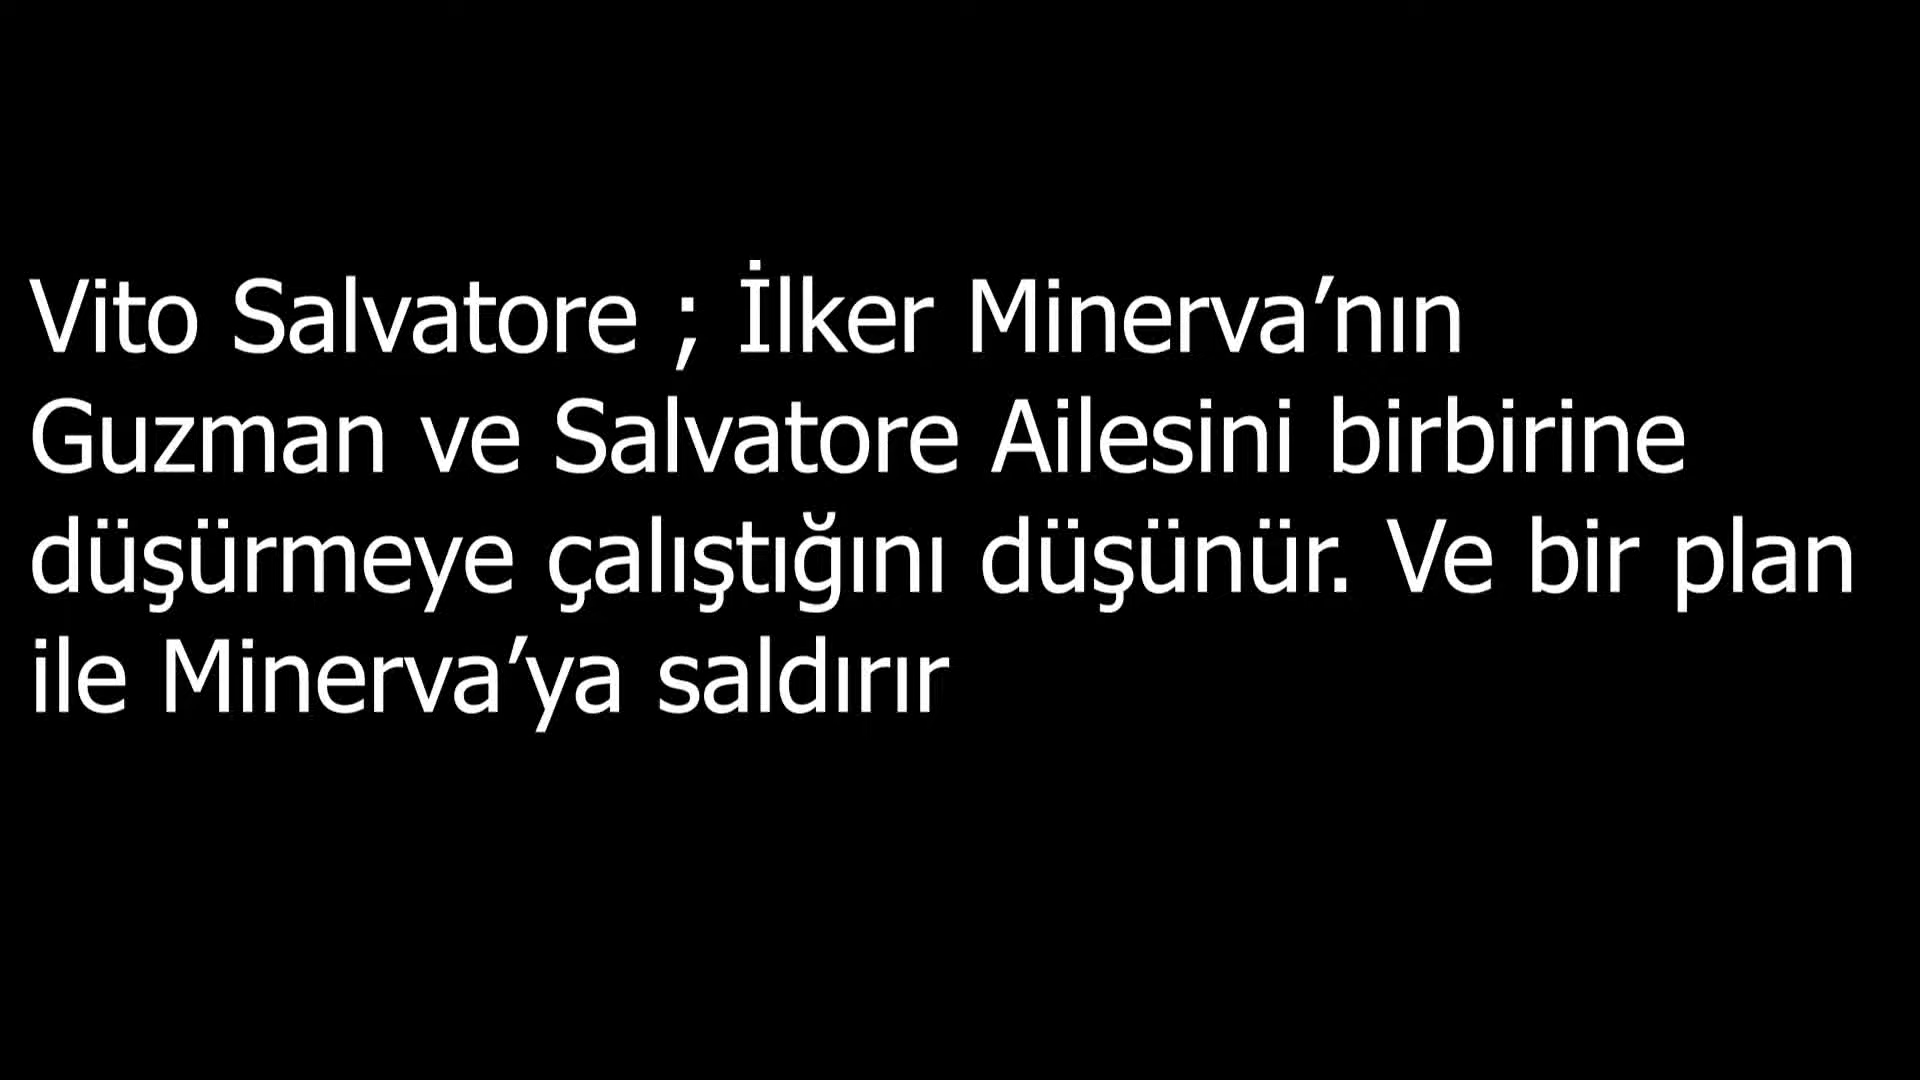 Vito Salvatore ; İlker Minerva’nın
Guzman ve Salvatore Ailesini birbirine
düşürmeye çalıştığını düşünür. Ve bir plan
ile Minerva’ya saldırır